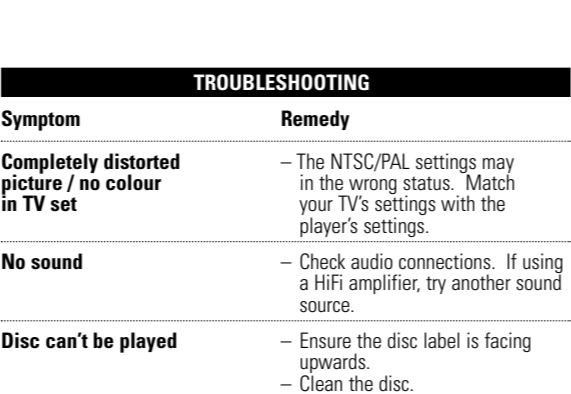 TROUBLESHOOTING
Symptom Remedy
Completely distorted
picture / no colour
in TV set
– The NTSC/PAL settings may
in the wrong status. Match
your TV's settings with the
player's settings.
No sound
– Check audio connections. If using
a HiFi amplifier, try another sound
source.
Disc can't be played
– Ensure the disc label is facing
upwards.
– Clean the disc.